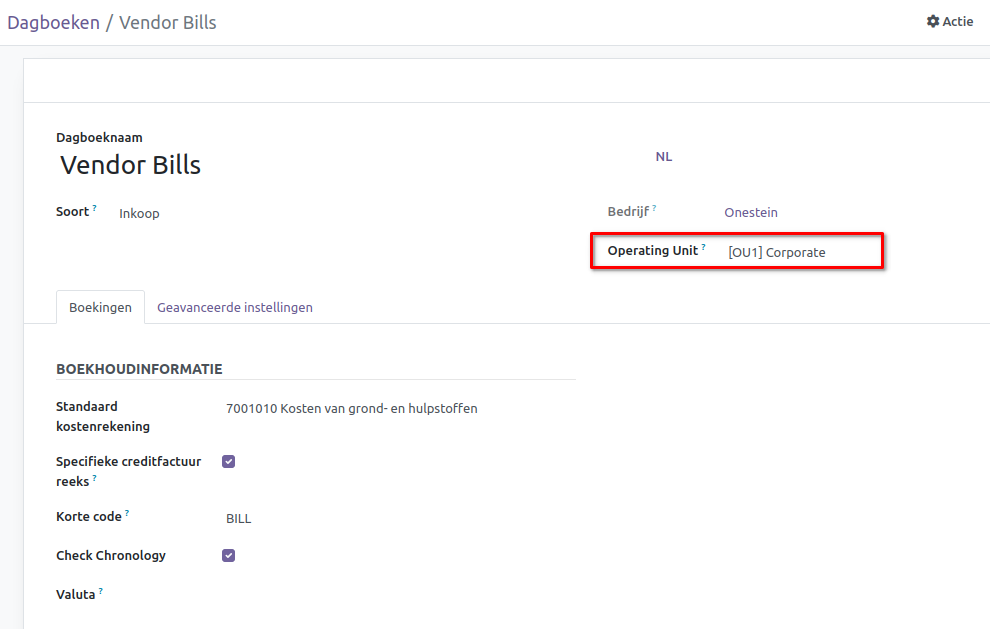 Dagboeken / Vendor Bills
Actie
Dagboeknaam
Vendor Bills
NL
Soort ? Inkoop
Bedrijf ? Onestein
Operating Unit ? [OU1] Corporate
Boekingen Geavanceerde instellingen
BOEKHOUDINFORMATIE
Standaard
kostenrekening
7001010 Kosten van grond- en hulpstoffen
Specifieke creditfactuur
reeks ?
Korte code ? BILL
Check Chronology
Valuta ?